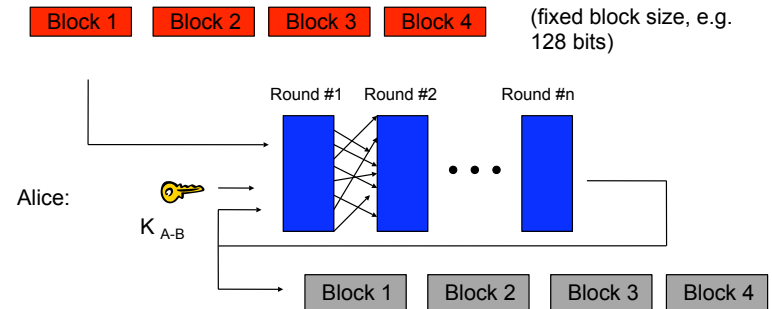 Block 1 Block 2 Block 3 Block 4 (fixed block size, e.g.
128 bits)
Round #1 Round #2 Round #n
Alice:
K A-B
Block 1 Block 2 Block 3 Block 4